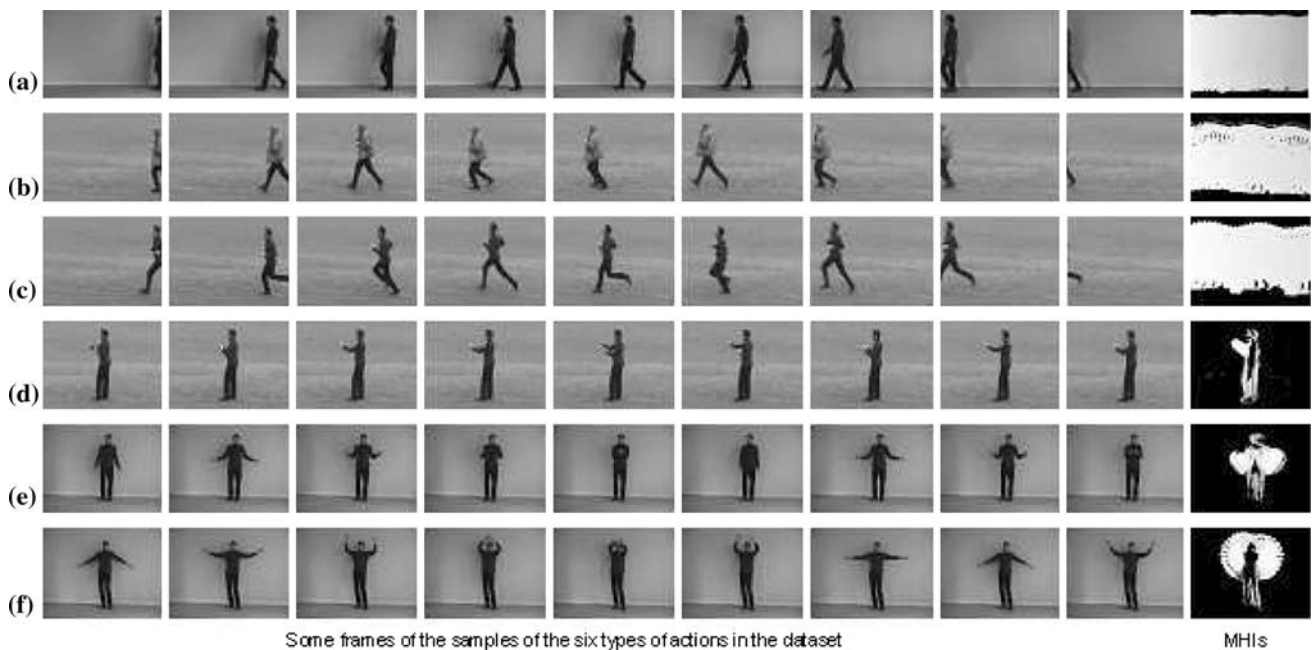 (a)
(b)
(c)
(d)
(e)
(f)
Some frames of the samples of the six types of actions in the dataset
MHIs